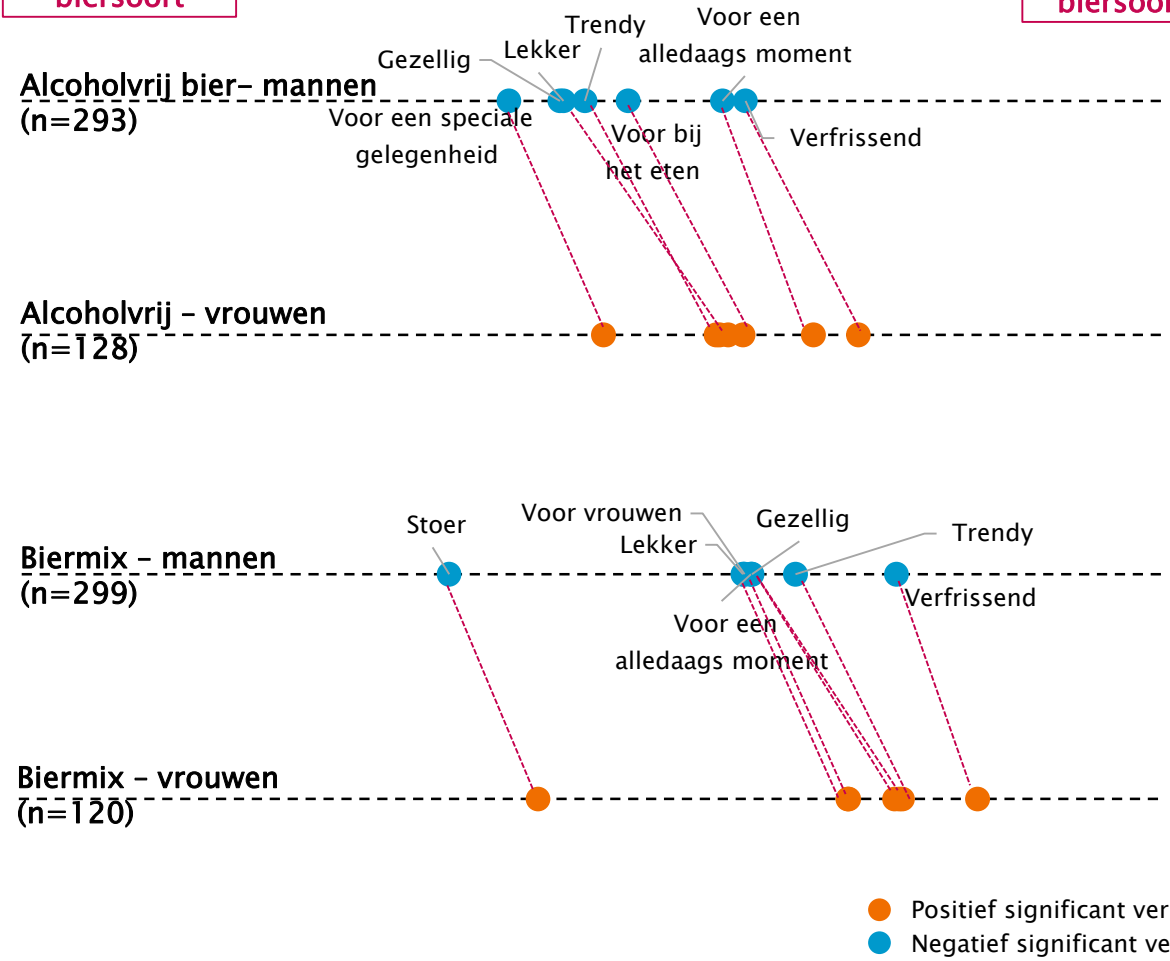 biersoort
Voor een
alledaags moment
Trendy
Lekker
Gezellig
Alcoholvrij bier– mannen
(n=293)
Voor een speciale
gelegenheid
Voor bij
het eten
Verfrissend
Alcoholvrij – vrouwen
(n=128)
Stoer
Voor vrouwen
Gezellig
Lekker
Trendy
Biermix – mannen
(n=299)
Verfrissend
Voor een
alledaags moment
Biermix – vrouwen
(n=120)
Positief significant
Negatief significant